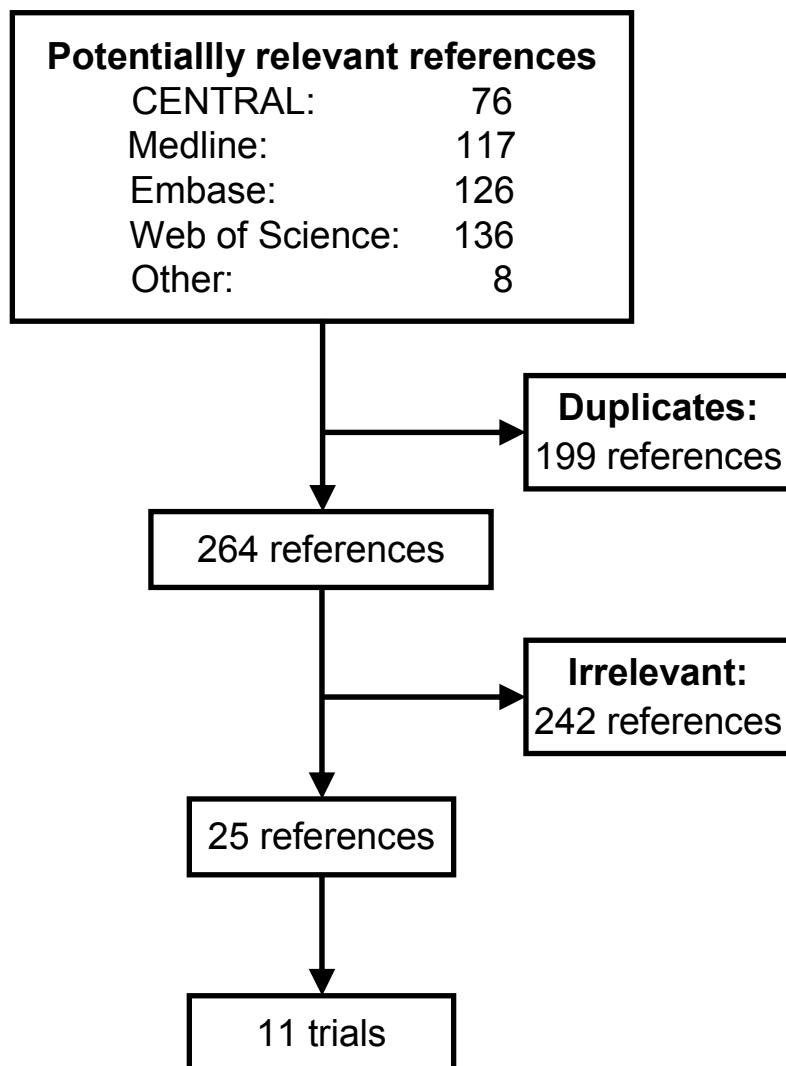 Potentiallly relevant references
CENTRAL: 76
Medline: 117
Embase: 126
Web of Science: 136
Other: 8
Duplicates:
199 references
264 references
Irrelevant:
242 references
25 references
11 trials